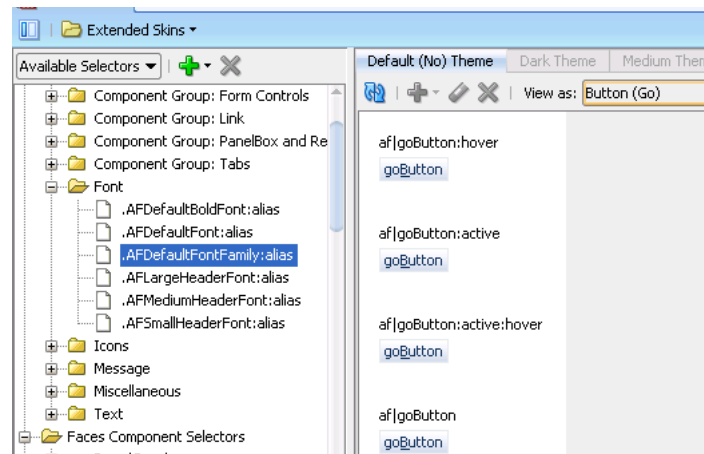 Extended Skins
Available Selectors
Component Group: Form Controls
Component Group: Link
Component Group: PanelBox and Re
Component Group: Tabs
Font
.AFDefaultBoldFont:alias
.AFDefaultFont:alias
.AFDefaultFontFamily:alias
.AFLargeHeaderFont:alias
.AFMediumHeaderFont:alias
.AFSmallHeaderFont:alias
Icons
Message
Miscellaneous
Text
Faces Component Selectors
Default (No) Theme Dark Theme Medium Ther
View as: Button (Go)
af|goButton:hover
goButton
af|goButton:active
goButton
af|goButton:active:hover
goButton
af|goButton
goButton